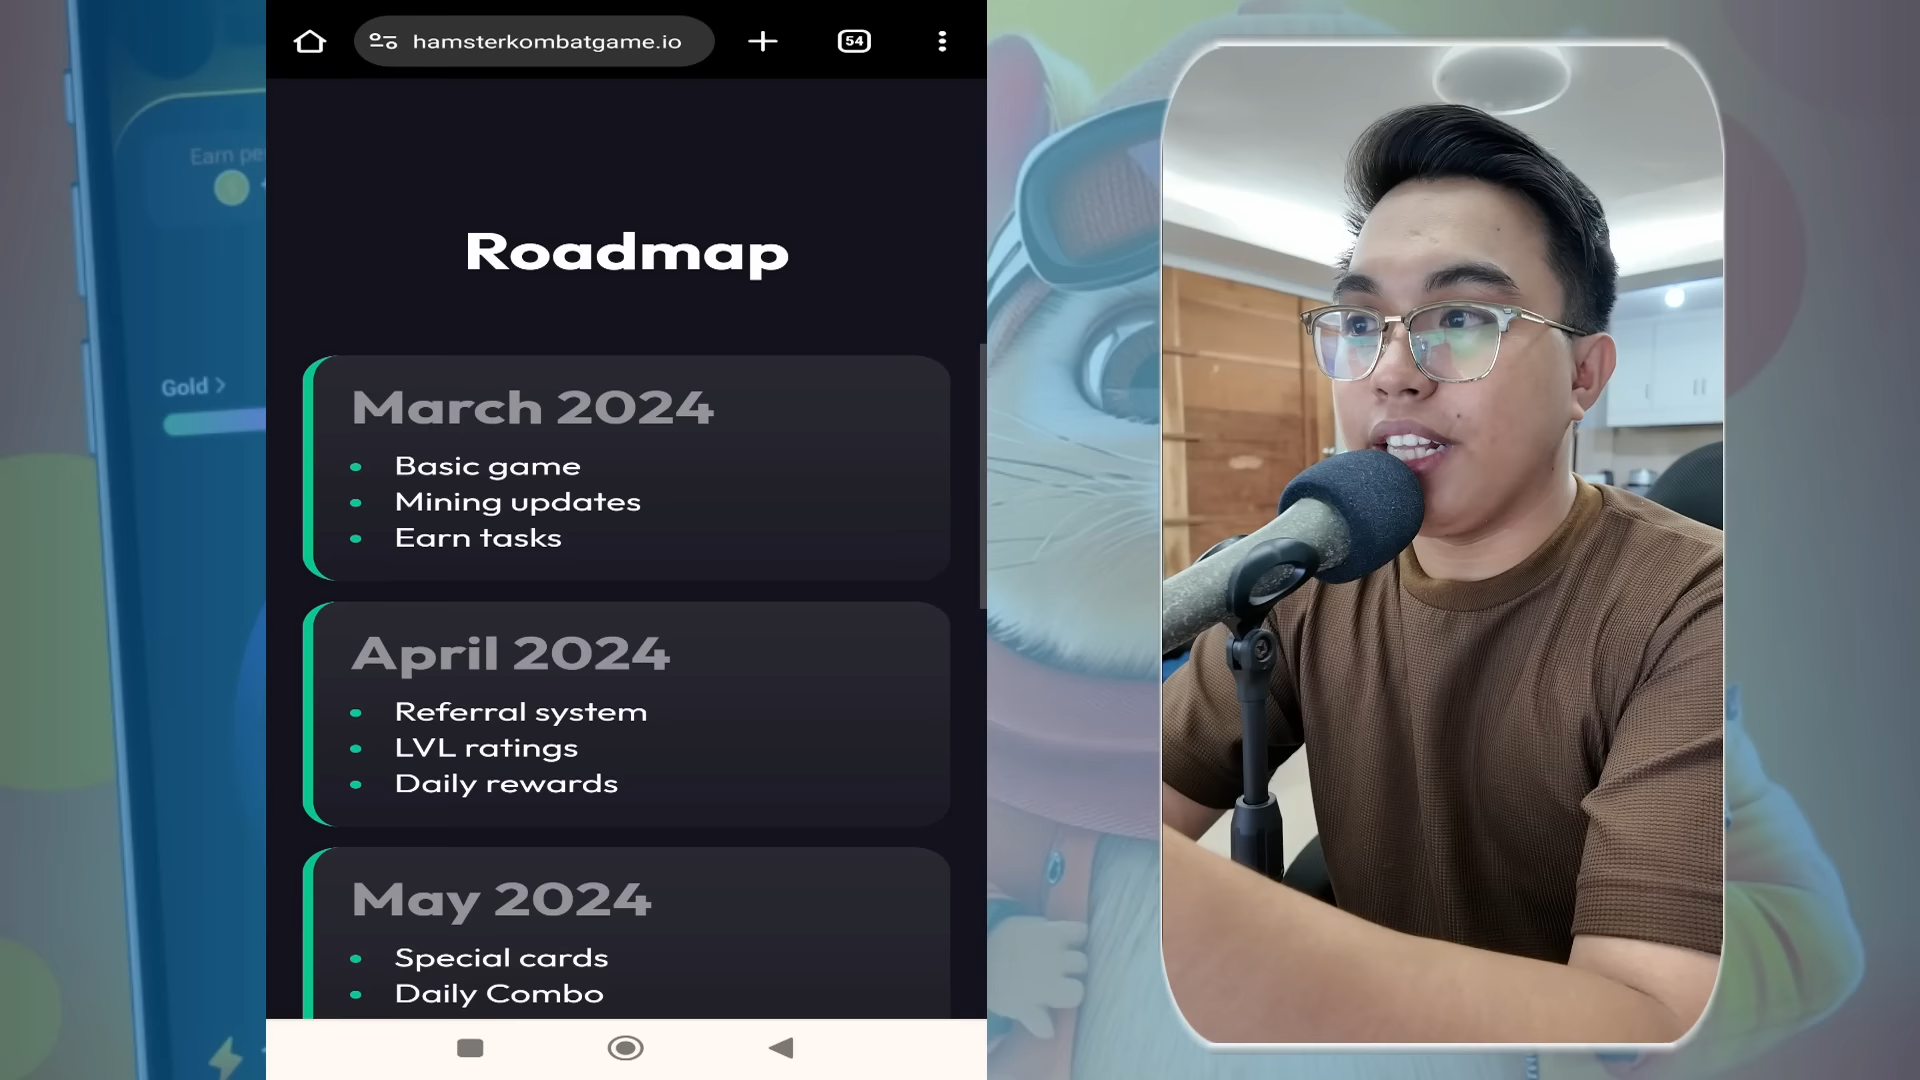 hamsterkombatgame.io
54
Roadmap
March 2024
Basic game
Mining updates
Earn tasks
April 2024
Referral system
LVL ratings
Daily rewards
May 2024
Special cards
Daily Combo
Earn
Gold >